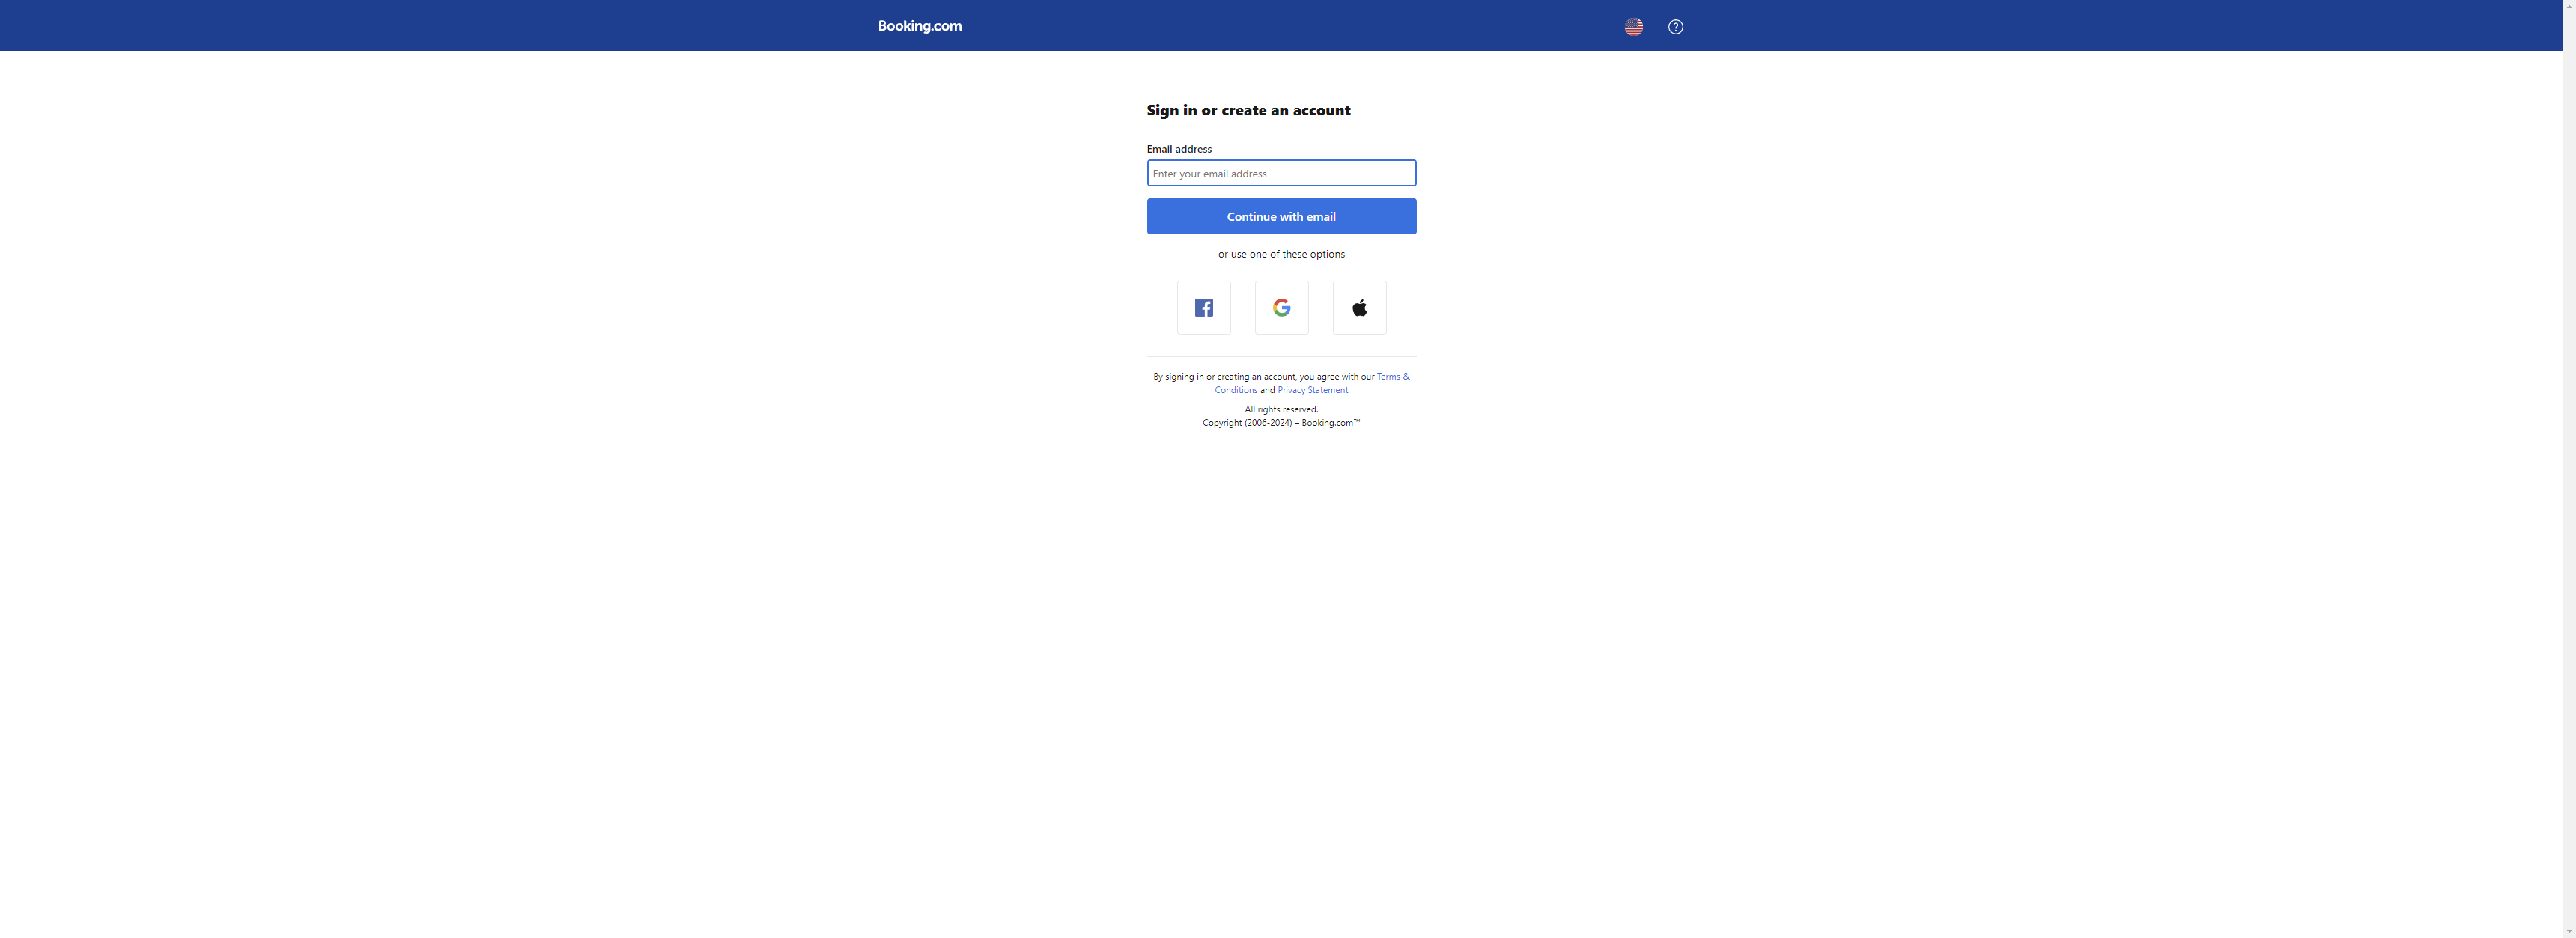 Booking.com
Sign in or create an account
Email address
Enter your email address
Continue with email
or use one of these options
By signing in or creating an account, you agree with our Terms &
Conditions and Privacy Statement
All rights reserved.
Copyright (2006-2024) – Booking.com™